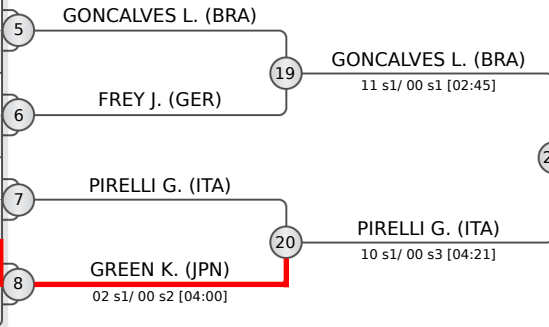 GONCALVES L. (BRA)
5
GONCALVES L. (BRA)
19
11 s1/ 00 s1 [02:45]
FREY J. (GER)
6
2
PIRELLI G. (ITA)
7
PIRELLI G. (ITA)
20
10 s1/ 00 s3 [04:21]
GREEN K. (JPN)
8
02 s1/ 00 s2 [04:00]